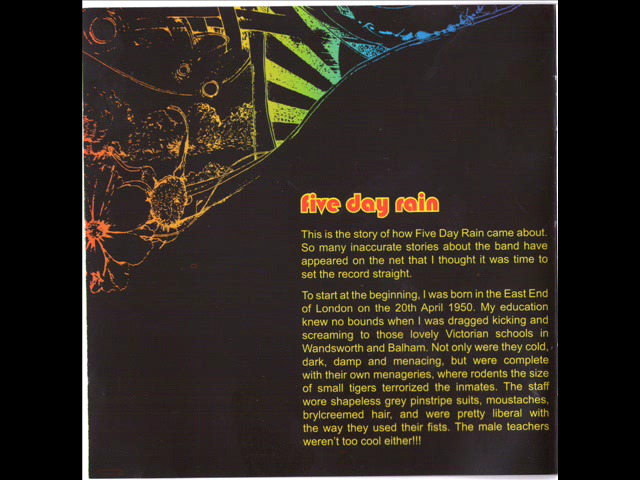 five day rain
This is the story of how Five Day Rain came about.
So many inaccurate stories about the band have
appeared on the net that I thought it was time to
set the record straight.
To start at the beginning, I was born in the East End
of London on the 20th April 1950. My education
knew no bounds when I was dragged kicking and
screaming to those lovely Victorian schools in
Wandsworth and Balham. Not only were they cold,
dark, damp and menacing, but were complete
with their own menageries, where rodents the size
of small tigers terrorized the inmates. The staff
wore shapeless grey pinstripe suits, moustaches,
brylcreemed hair, and were pretty liberal with
the way they used their fists. The male teachers
weren't too cool either!!!